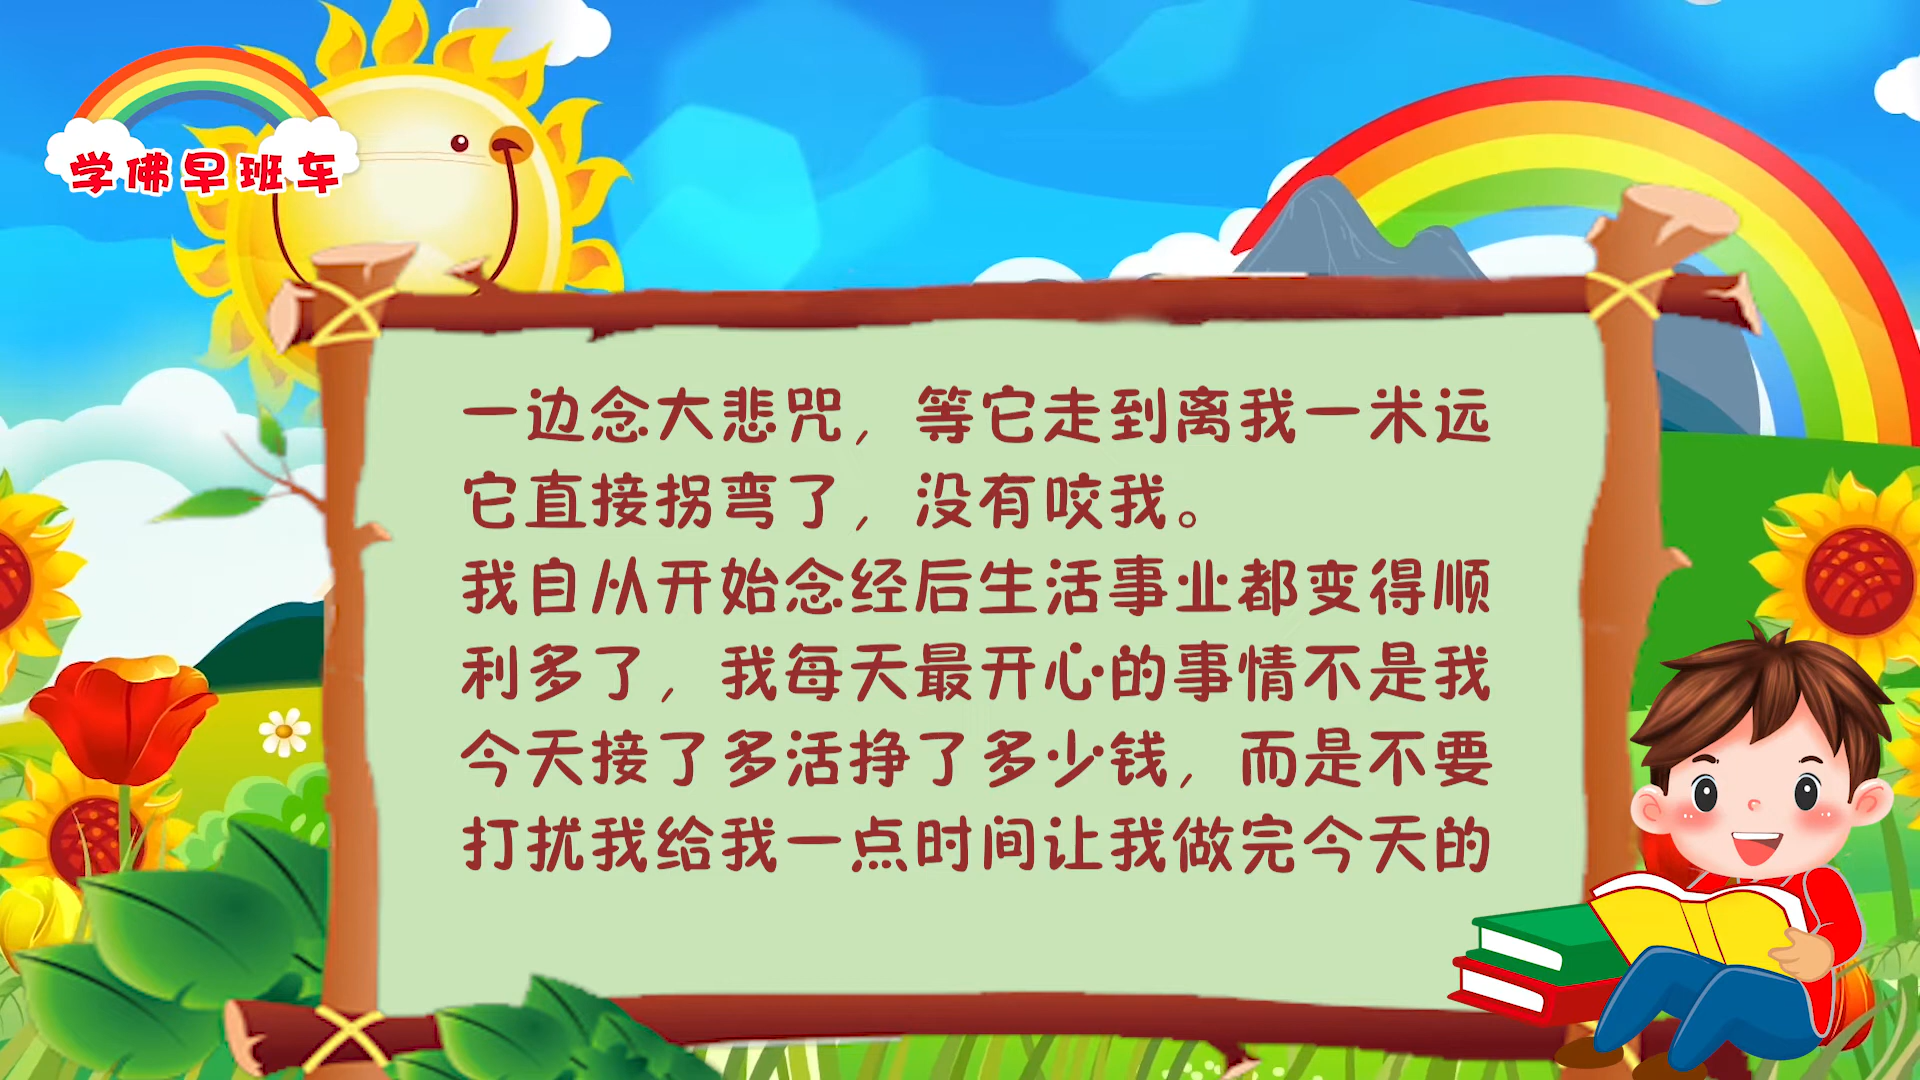 学佛早班车
一边念大悲咒，等它走到离我一米远
它直接拐弯了，没有咬我。
我自从开始念经后生活事业都变得顺
利多了，我每天最开心的事情不是我
今天接了多活挣了多少钱，而是不要
打扰我给我一点时间让我做完今天的